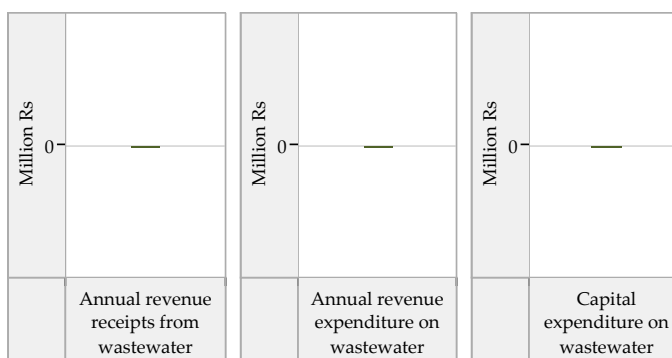 Million Rs
0
Annual revenue
receipts from
wastewater
Million Rs
0
Annual revenue
expenditure on
wastewater
Million Rs
0
Capital
expenditure on
wastewater